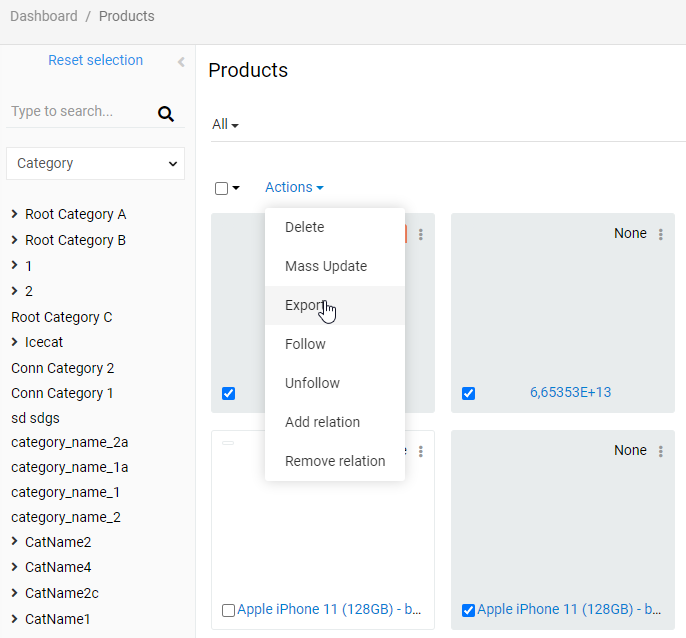 Dashboard / Products
Reset selection
Type to search...
Category
Root Category A
Root Category B
1
2
Root Category C
Icecat
Conn Category 2
Conn Category 1
sd sdgs
category_name_2a
category_name_1a
category_name_1
category_name_2
CatName2
CatName4
CatName2c
CatName1
Products
All
Actions
Delete
Mass Update
Export
Follow
Unfollow
Add relation
Remove relation
None
6,65353E+13
None
Apple iPhone 11 (128GB) - b...
Apple iPhone 11 (128GB) - b...